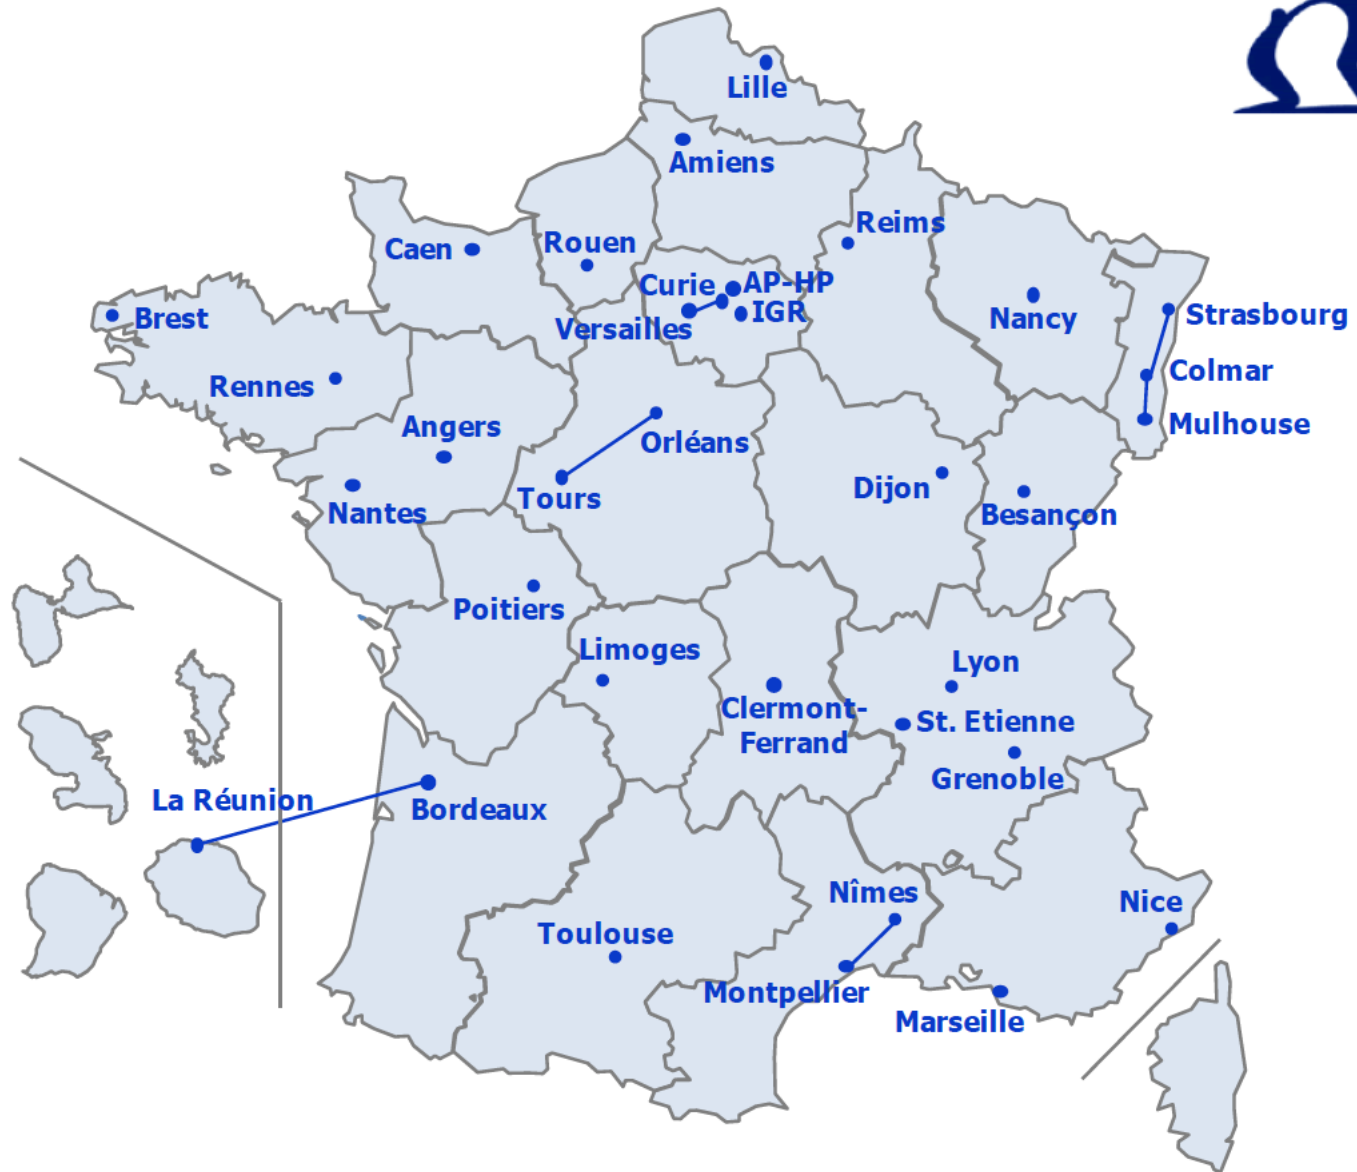 Lille
Amiens
Reims
Caen
Rouen
Curie
AP-HP
IGR
Versailles
Brest
Nancy
Strasbourg
Rennes
Colmar
Angers
Mulhouse
Orléans
Dijon
Tours
Nantes
Besançon
Poitiers
Limoges
Lyon
Clermont-
Ferrand
St. Etienne
Grenoble
La Réunion
Bordeaux
Nîmes
Nice
Toulouse
Montpellier
Marseille